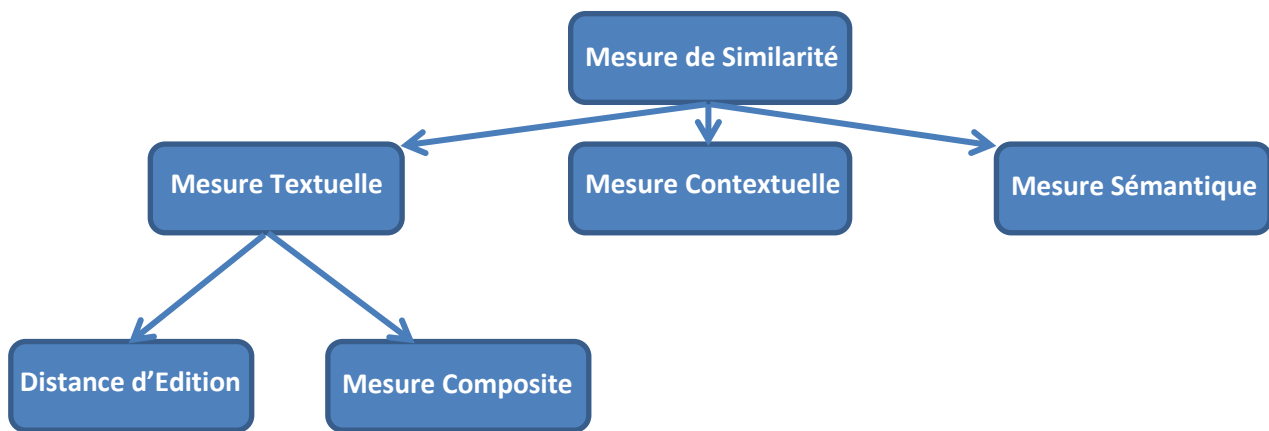 Mesure de Similarité
Mesure Textuelle
Mesure Contextuelle
Mesure Sémantique
Distance d’Edition
Mesure Composite